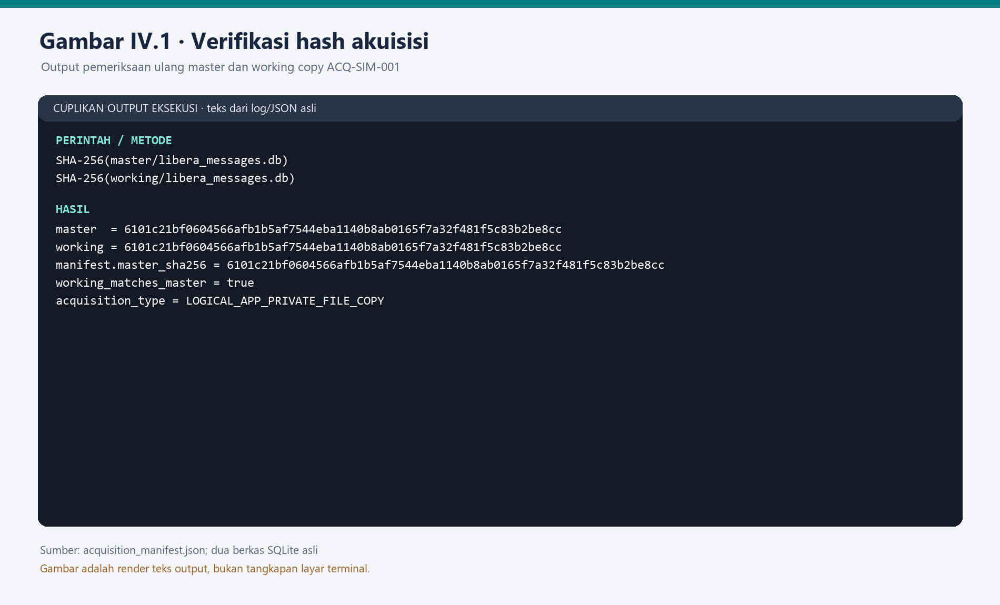 Gambar IV.1 · Verifikasi hash akuisisi
Output pemeriksaan ulang master dan working copy ACQ-SIM-001
CUPLIKAN OUTPUT EKSEKUSI · teks dari log/JSON asli
PERINTAH / METODE
SHA-256(master/libera_messages.db)
SHA-256(working/libera_messages.db)
HASIL
master  = 6101c21bf0604566afb1b5af7544eba1140b8ab0165f7a32f481f5c83b2be8cc
working = 6101c21bf0604566afb1b5af7544eba1140b8ab0165f7a32f481f5c83b2be8cc
manifest.master_sha256 = 6101c21bf0604566afb1b5af7544eba1140b8ab0165f7a32f481f5c83b2be8cc
working_matches_master = true
acquisition_type = LOGICAL_APP_PRIVATE_FILE_COPY
Sumber: acquisition_manifest.json; dua berkas SQLite asli
Gambar adalah render teks output, bukan tangkapan layar terminal.